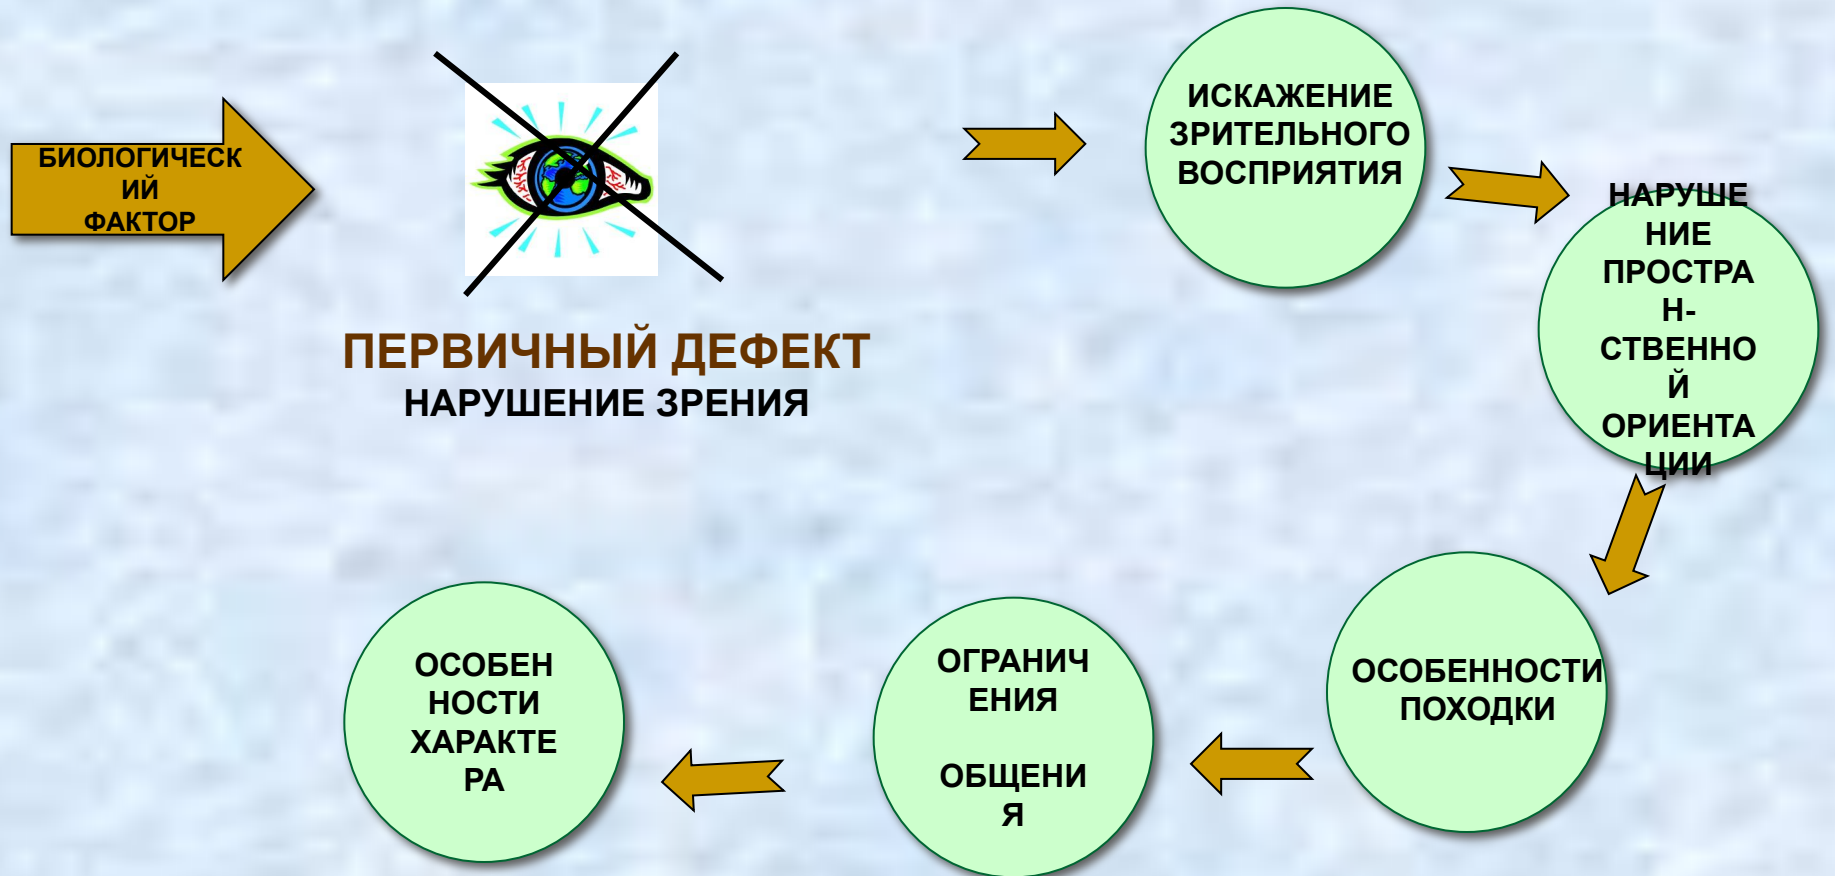 БИОЛОГИЧЕСК
ИЙ
ФАКТОР
ПЕРВИЧНЫЙ ДЕФЕКТ
НАРУШЕНИЕ ЗРЕНИЯ
ИСКАЖЕНИЕ
ЗРИТЕЛЬНОГО
ВОСПРИЯТИЯ
НАРУШЕ
НИЕ
ПРОСТРА
Н-
СТВЕННО
Й
ОРИЕНТА
ЦИИ
ОСОБЕННОСТИ
ПОХОДКИ
ОГРАНИЧ
ЕНИЯ
ОБЩЕНИ
Я
ОСОБЕН
НОСТИ
ХАРАКТЕ
РА